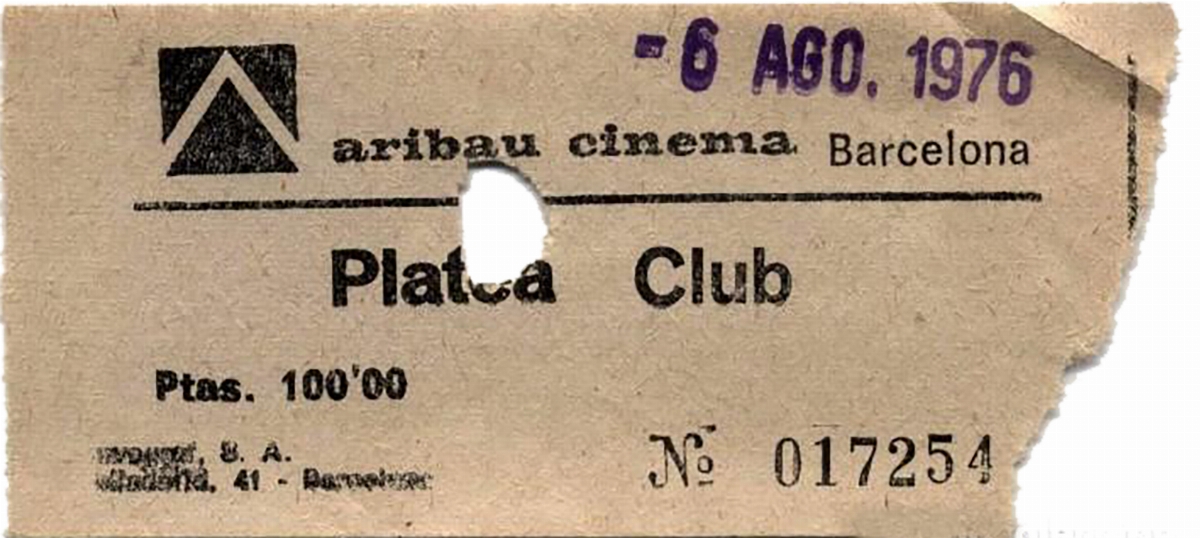 - 6 AGO. 1976
aribau cinema Barcelona
Platea Club
Ptas. 100'00
S. A.
41 - Barcelona
Nº 017254